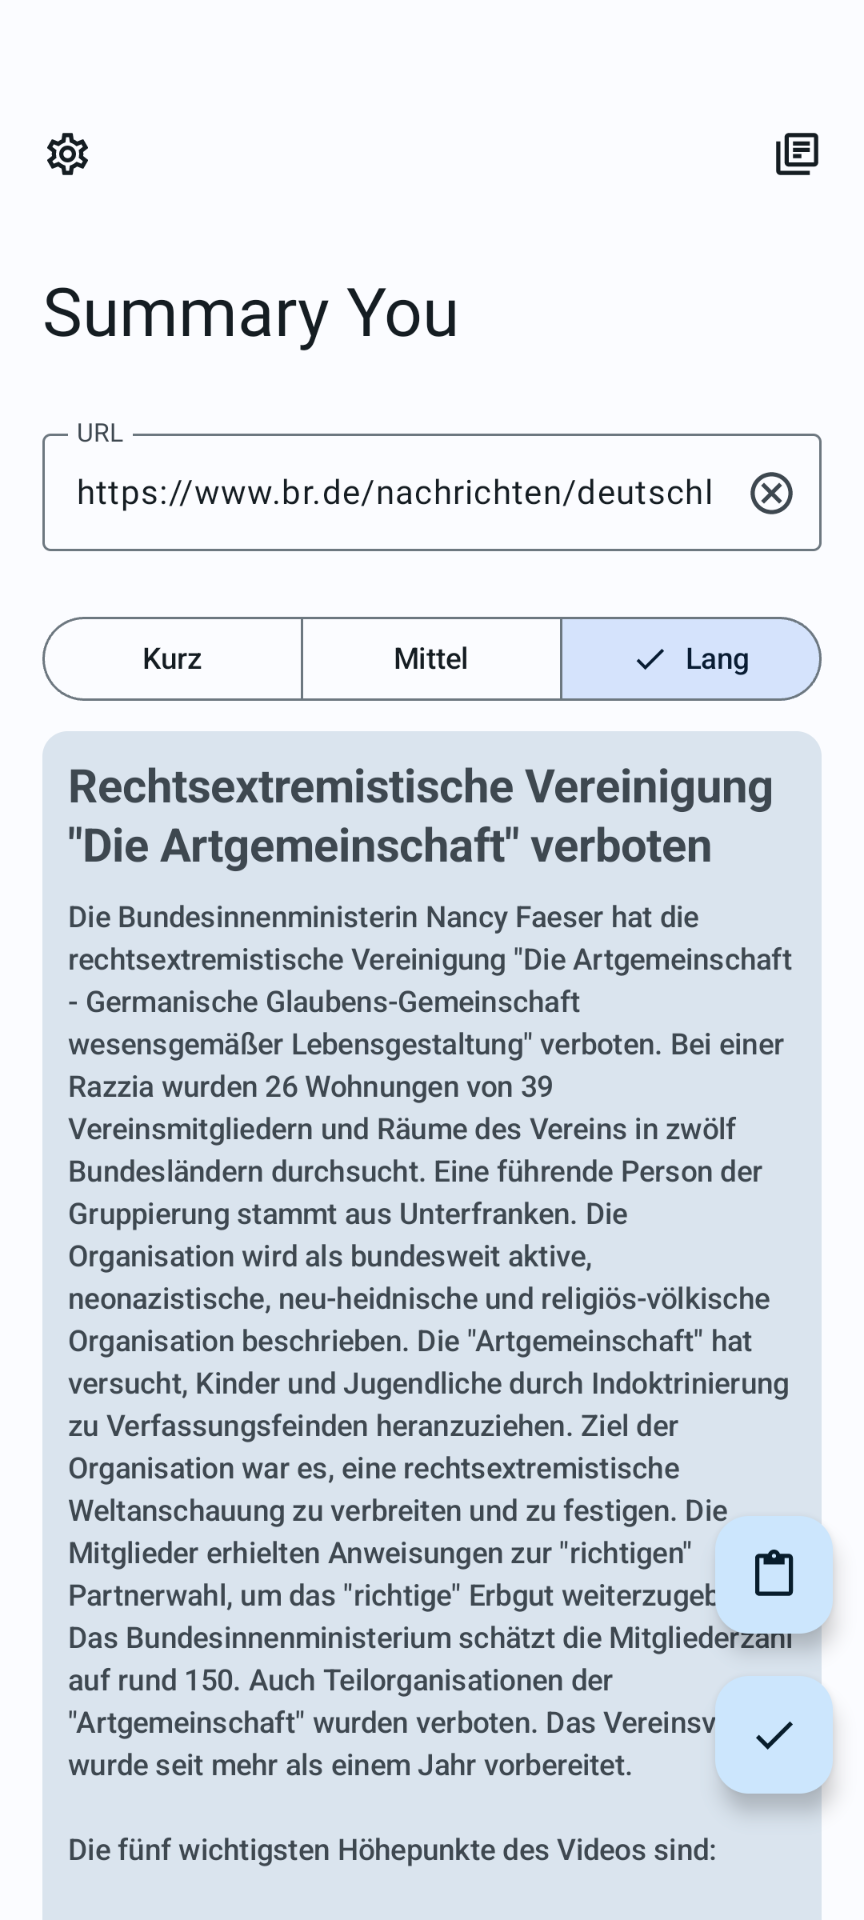 Summary You
URL
https://www.br.de/nachrichten/deutschl
Kurz
Mittel
Lang
Rechtsextremistische Vereinigung
"Die Artgemeinschaft" verboten
Die Bundesinnenministerin Nancy Faeser hat die
rechtsextremistische Vereinigung "Die Artgemeinschaft
- Germanische Glaubens-Gemeinschaft
wesensgemäßer Lebensgestaltung" verboten. Bei einer
Razzia wurden 26 Wohnungen von 39
Vereinsmitgliedern und Räume des Vereins in zwölf
Bundesländern durchsucht. Eine führende Person der
Gruppierung stammt aus Unterfranken. Die
Organisation wird als bundesweit aktive,
neonazistische, neu-heidnische und religiös-völkische
Organisation beschrieben. Die "Artgemeinschaft" hat
versucht, Kinder und Jugendliche durch Indoktrinierung
zu Verfassungsfeinden heranzuziehen. Ziel der
Organisation war es, eine rechtsextremistische
Weltanschauung zu verbreiten und zu festigen. Die
Mitglieder erhielten Anweisungen zur "richtigen"
Partnerwahl, um das "richtige" Erbgut
Das Bundesinnenministerium schätzt die Mitgliederzahl
auf rund 150. Auch Teilorganisationen der
"Artgemeinschaft" wurden verboten. Das
wurde seit mehr als einem Jahr vorbereitet.
Die fünf wichtigsten Höhepunkte des Videos sind: